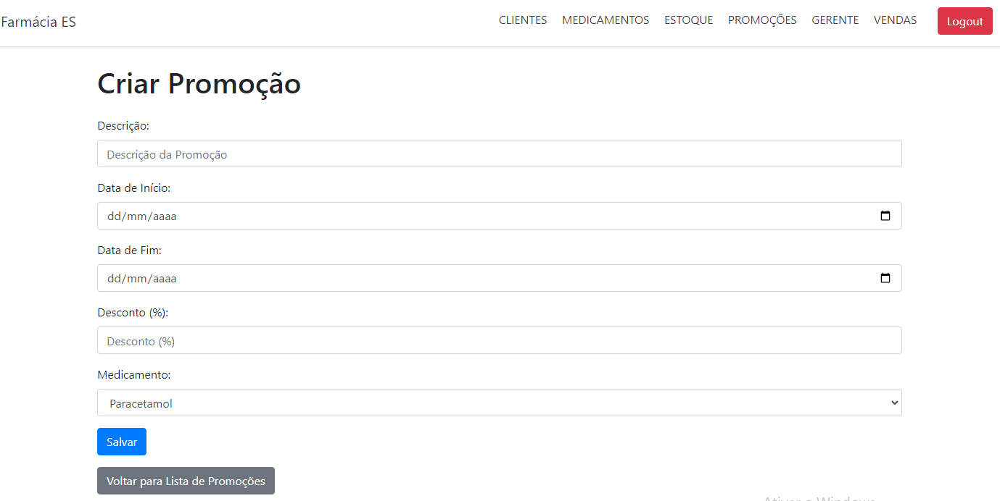 Farmácia ES CLIENTES MEDICAMENTOS ESTOQUE PROMOÇÕES GERENTE VENDAS Logout
Criar Promoção
Descrição:
Descrição da Promoção
Data de Início:
dd/mm/aaaa
Data de Fim:
dd/mm/aaaa
Desconto (%):
Desconto (%)
Medicamento:
Paracetamol
Salvar
Voltar para Lista de Promoções
Ativar o Windows